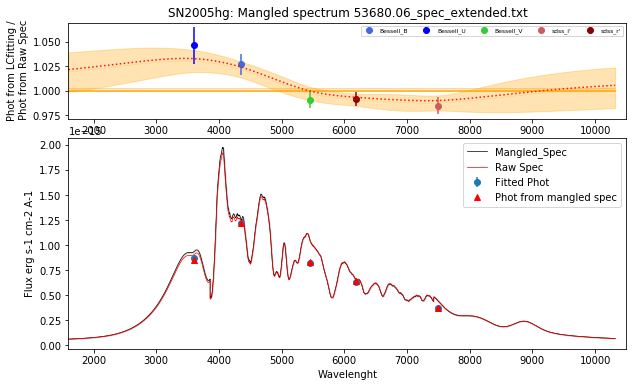 SN2005hg: Mangled spectrum 53680.06_spec_extended.txt
Phot from LCfitting /
Phot from Raw Spec
1.050
1.025
1.000
0.975
Bessell_B
Bessell_U
Bessell_V
sdss_i'
sdss_r'
2000 3000 4000 5000 6000 7000 8000 9000 10000
Flux erg s-1 cm-2 A-1
2.00
1.75
1.50
1.25
1.00
0.75
0.50
0.25
0.00
Mangled_Spec
Raw Spec
Fitted Phot
Phot from mangled spec
2000 3000 4000 5000 6000 7000 8000 9000 10000
Wavelenght